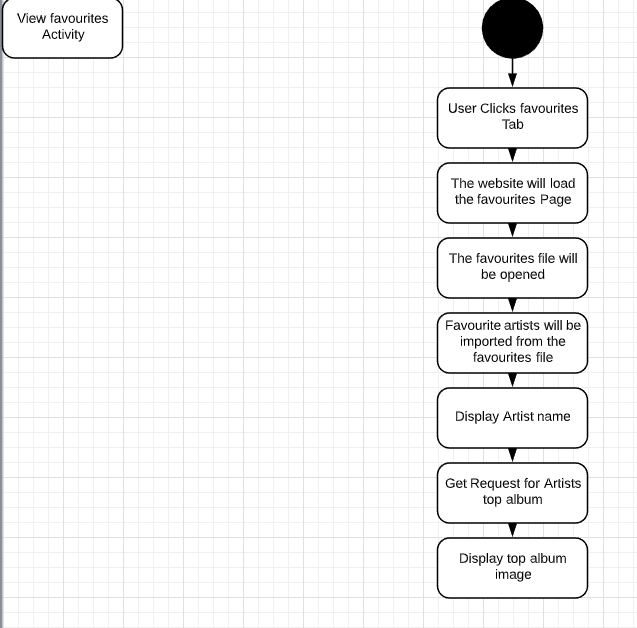 View favourites
Activity
User Clicks favourites
Tab
The website will load
the favourites Page
The favourites file will
be opened
Favourite artists will be
imported from the
favourites file
Display Artist name
Get Request for Artists
top album
Display top album
image